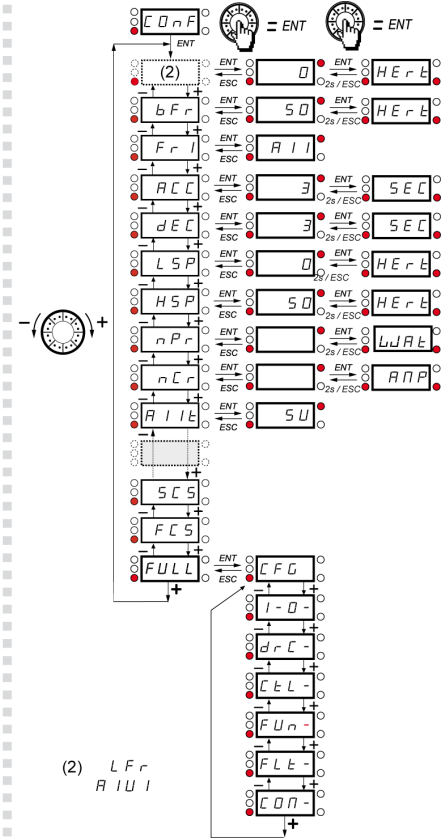 COnF = ENT = ENT
ENT
(2) ENT ESC 0 ENT 2s / ESC HErt
- +
bFr ENT ESC 50 ENT 2s / ESC HErt
- +
Fr1 ENT ESC AI1
- +
ACC ENT ESC 3 ENT 2s / ESC SEC
- +
dEC ENT ESC 3 ENT 2s / ESC SEC
- +
LSP ENT ESC 0 ENT 2s / ESC HErt
- +
HSP ENT ESC 50 ENT 2s / ESC HErt
- +
- + nPr ENT ESC ENT 2s / ESC WAt
- +
nCr ENT ESC ENT 2s / ESC AMP
- +
AI1t ENT ESC 5U
-
+
SCS
- +
FCS
- +
FULL ENT ESC CFG
+
- +
I-O-
- +
drC-
- +
CtL-
- +
FUn-
- +
FLt-
- +
COM-
+
(2) LFr
AIU1